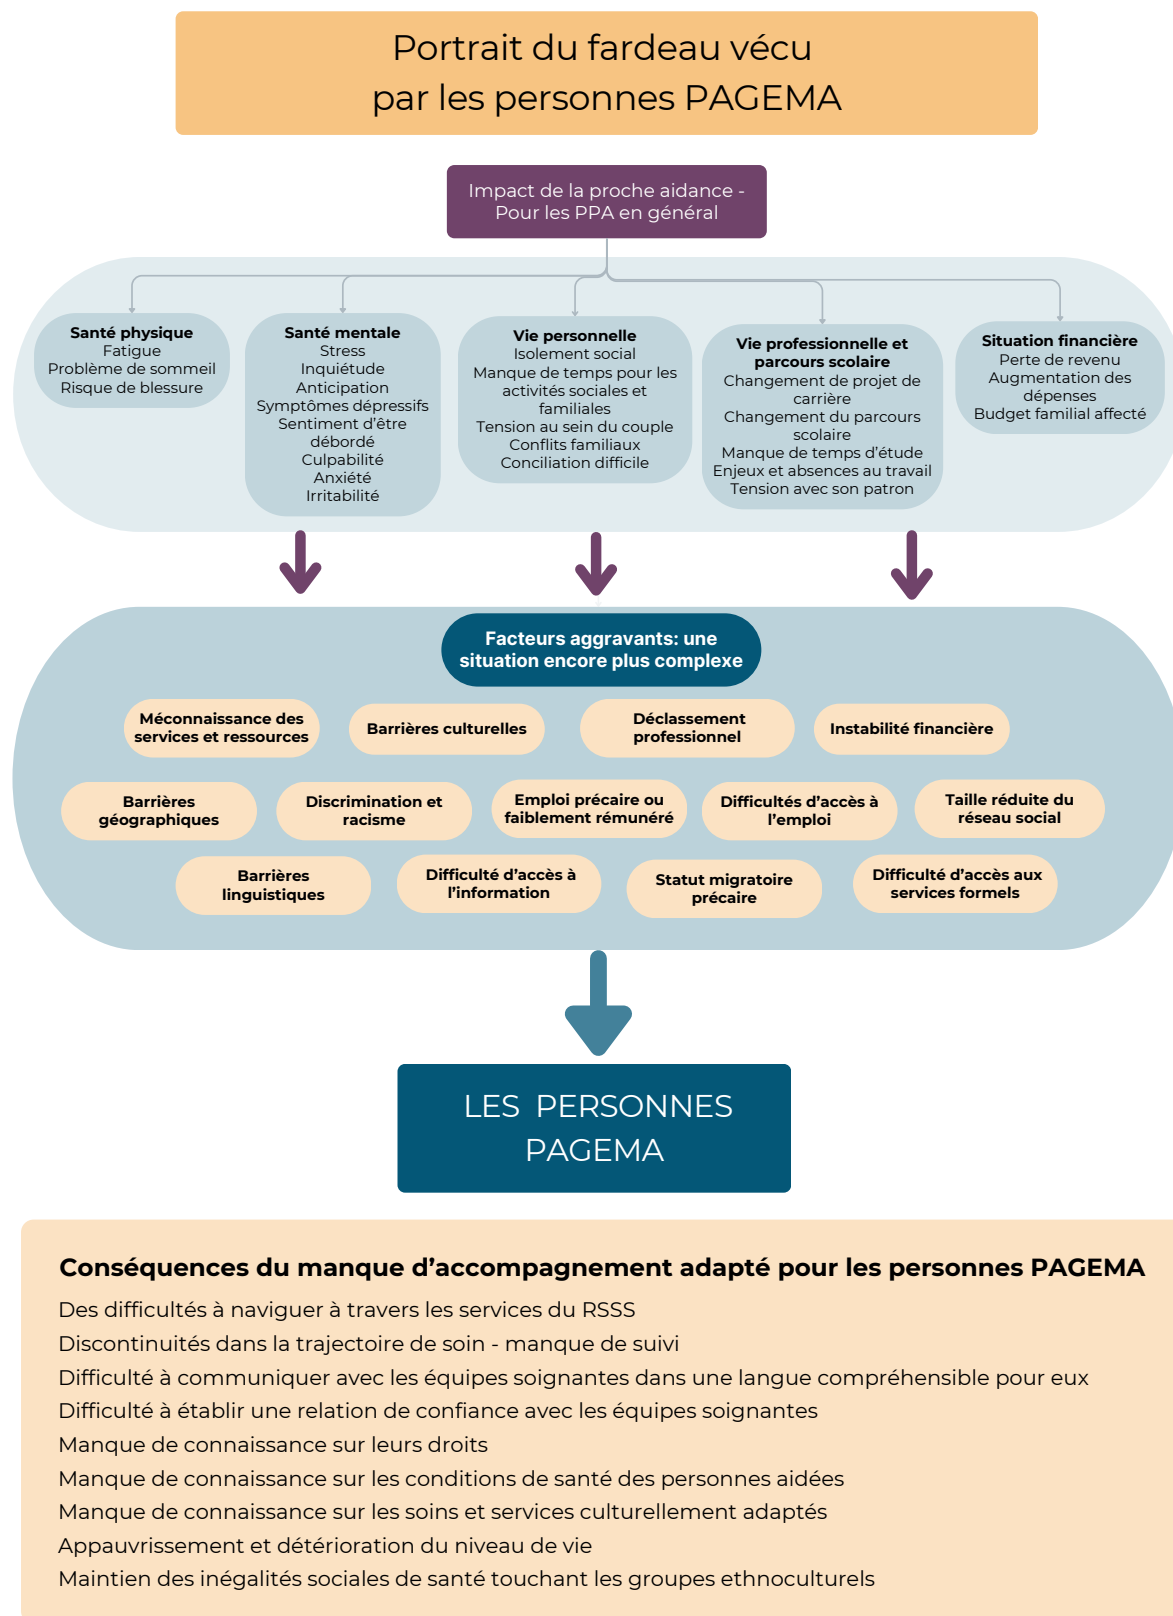 Portrait du fardeau vécu
par les personnes PAGEMA
Impact de la proche aidance -
Pour les PPA en général
Santé physique
Fatigue
Problème de sommeil
Risque de blessure
Santé mentale
Stress
Inquiétude
Anticipation
Symptômes dépressifs
Sentiment d'être
débordé
Culpabilité
Anxiété
Irritabilité
Vie personnelle
Isolement social
Manque de temps pour les
activités sociales et
familiales
Tension au sein du couple
Conflits familiaux
Conciliation difficile
Vie professionnelle et
parcours scolaire
Changement de projet de
carrière
Changement du parcours
scolaire
Manque de temps d'étude
Enjeux et absences au travail
Tension avec son patron
Situation financière
Perte de revenu
Augmentation des
dépenses
Budget familial affecté
Facteurs aggravants: une
situation encore plus complexe
Méconnaissance des
services et ressources
Barrières culturelles
Déclassement
professionnel
Instabilité financière
Barrières
géographiques
Discrimination et
racisme
Emploi précaire ou
faiblement rémunéré
Difficultés d'accès à
l'emploi
Taille réduite du
réseau social
Barrières
linguistiques
Difficulté d'accès à
l'information
Statut migratoire
précaire
Difficulté d'accès aux
services formels
LES PERSONNES
PAGEMA
Conséquences du manque d'accompagnement adapté pour les personnes PAGEMA
Des difficultés à naviguer à travers les services du RSSS
Discontinuités dans la trajectoire de soin - manque de suivi
Difficulté à communiquer avec les équipes soignantes dans une langue compréhensible pour eux
Difficulté à établir une relation de confiance avec les équipes soignantes
Manque de connaissance sur leurs droits
Manque de connaissance sur les conditions de santé des personnes aidées
Manque de connaissance sur les soins et services culturellement adaptés
Appauvrissement et détérioration du niveau de vie
Maintien des inégalités sociales de santé touchant les groupes ethnoculturels